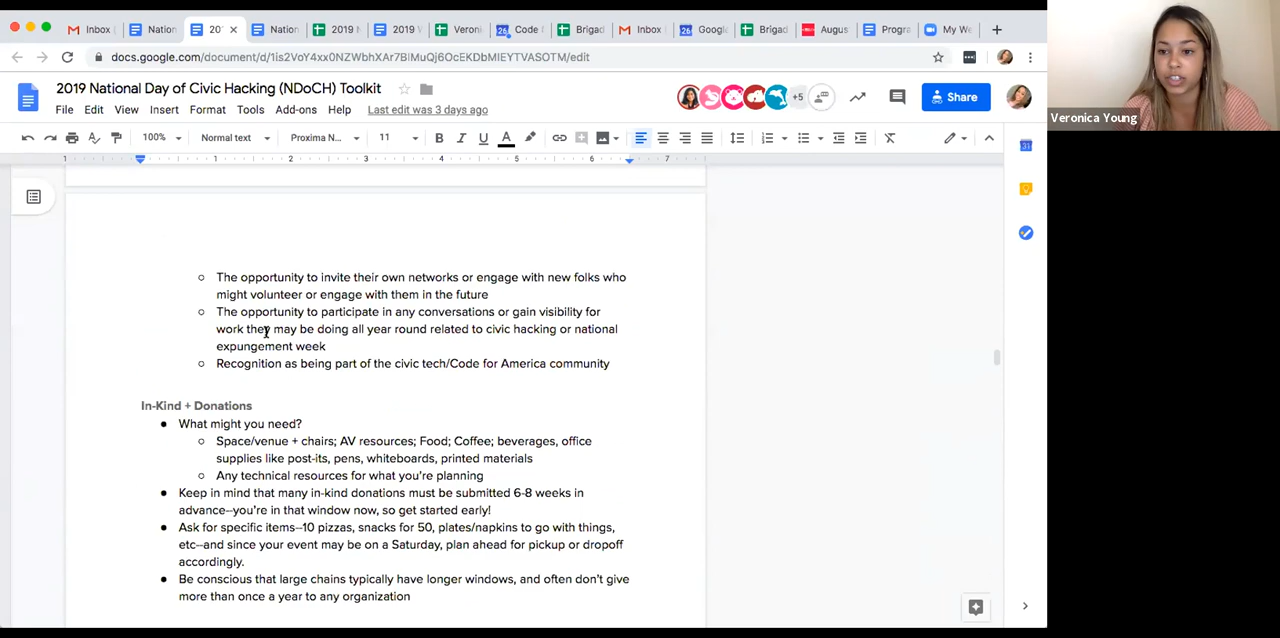 Inbox
Nation
20
Nation
2019 N
2019 V
Veroni
Code
Brigad
Inbox
Googl
Brigad
Augus
Progra
My We
docs.google.com/document/d/1is2VoY4xx0NZWbhXAr7BlMuQj6OcEKDbMIEYTVASOTM/edit
2019 National Day of Civic Hacking (NDoCH) Toolkit
+5
Share
File Edit View Insert Format Tools Add-ons Help Last edit was 3 days ago
100% Normal text Proxima N... 11 B I U A
1 1 2 3 4 5 6 7
Veronica Young
31
○ The opportunity to invite their own networks or engage with new folks who
might volunteer or engage with them in the future
○ The opportunity to participate in any conversations or gain visibility for
work they may be doing all year round related to civic hacking or national
expungement week
○ Recognition as being part of the civic tech/Code for America community
In-Kind + Donations
● What might you need?
○ Space/venue + chairs; AV resources; Food; Coffee; beverages, office
supplies like post-its, pens, whiteboards, printed materials
○ Any technical resources for what you're planning
● Keep in mind that many in-kind donations must be submitted 6-8 weeks in
advance--you're in that window now, so get started early!
● Ask for specific items--10 pizzas, snacks for 50, plates/napkins to go with things,
etc--and since your event may be on a Saturday, plan ahead for pickup or dropoff
accordingly.
● Be conscious that large chains typically have longer windows, and often don't give
more than once a year to any organization